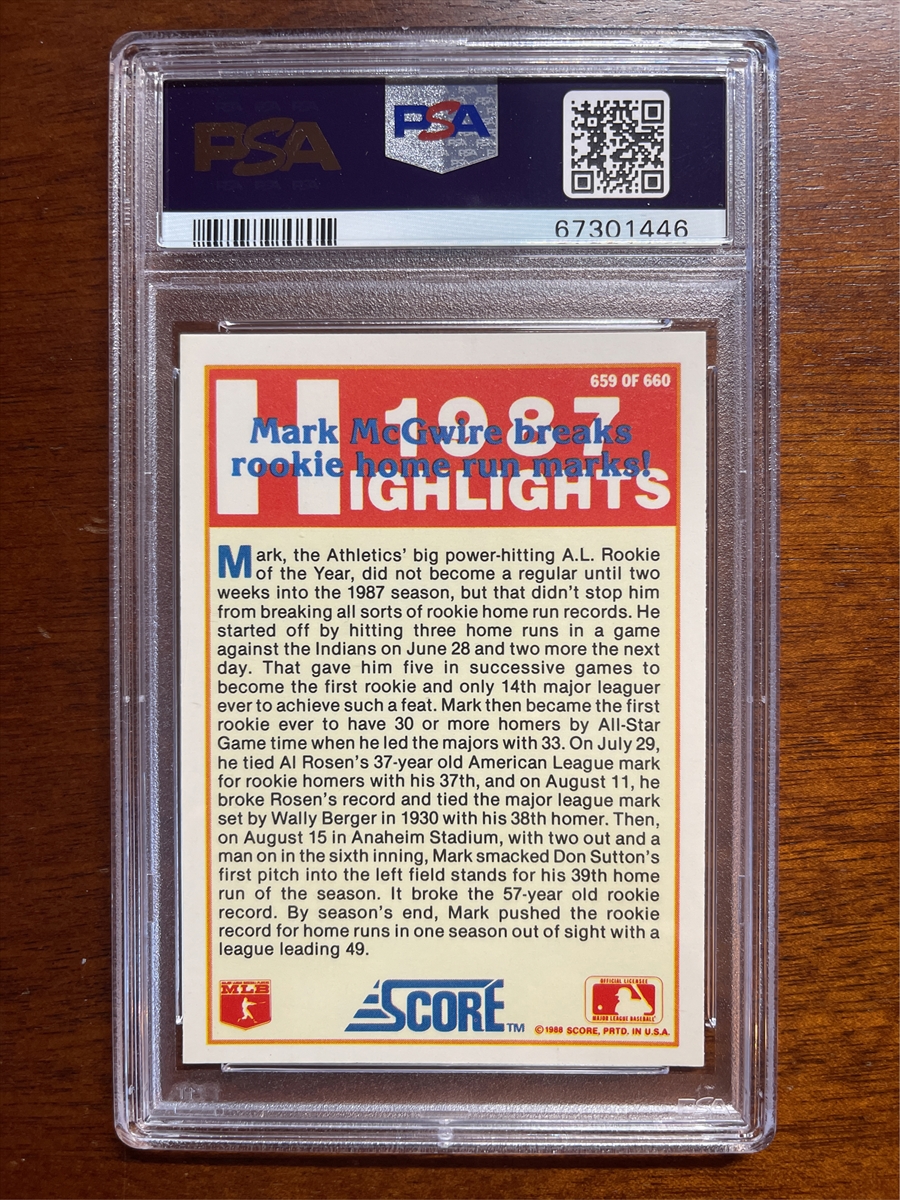 PSA
PSA
67301446
659 OF 660
1987
HIGHLIGHTS
Mark McGwire breaks
rookie home run marks!
Mark, the Athletics' big power-hitting A.L. Rookie
of the Year, did not become a regular until two
weeks into the 1987 season, but that didn't stop him
from breaking all sorts of rookie home run records. He
started off by hitting three home runs in a game
against the Indians on June 28 and two more the next
day. That gave him five in successive games to
become the first rookie and only 14th major leaguer
ever to achieve such a feat. Mark then became the first
rookie ever to have 30 or more homers by All-Star
Game time when he led the majors with 33. On July 29,
he tied Al Rosen's 37-year old American League mark
for rookie homers with his 37th, and on August 11, he
broke Rosen's record and tied the major league mark
set by Wally Berger in 1930 with his 38th homer. Then,
on August 15 in Anaheim Stadium, with two out and a
man on in the sixth inning, Mark smacked Don Sutton's
first pitch into the left field stands for his 39th home
run of the season. It broke the 57-year old rookie
record. By season's end, Mark pushed the rookie
record for home runs in one season out of sight with a
league leading 49.
MLB
SCORE TM
OFFICIAL LICENSEE
MAJOR LEAGUE BASEBALL
©1988 SCORE, PRTD. IN U.S.A.
PSA